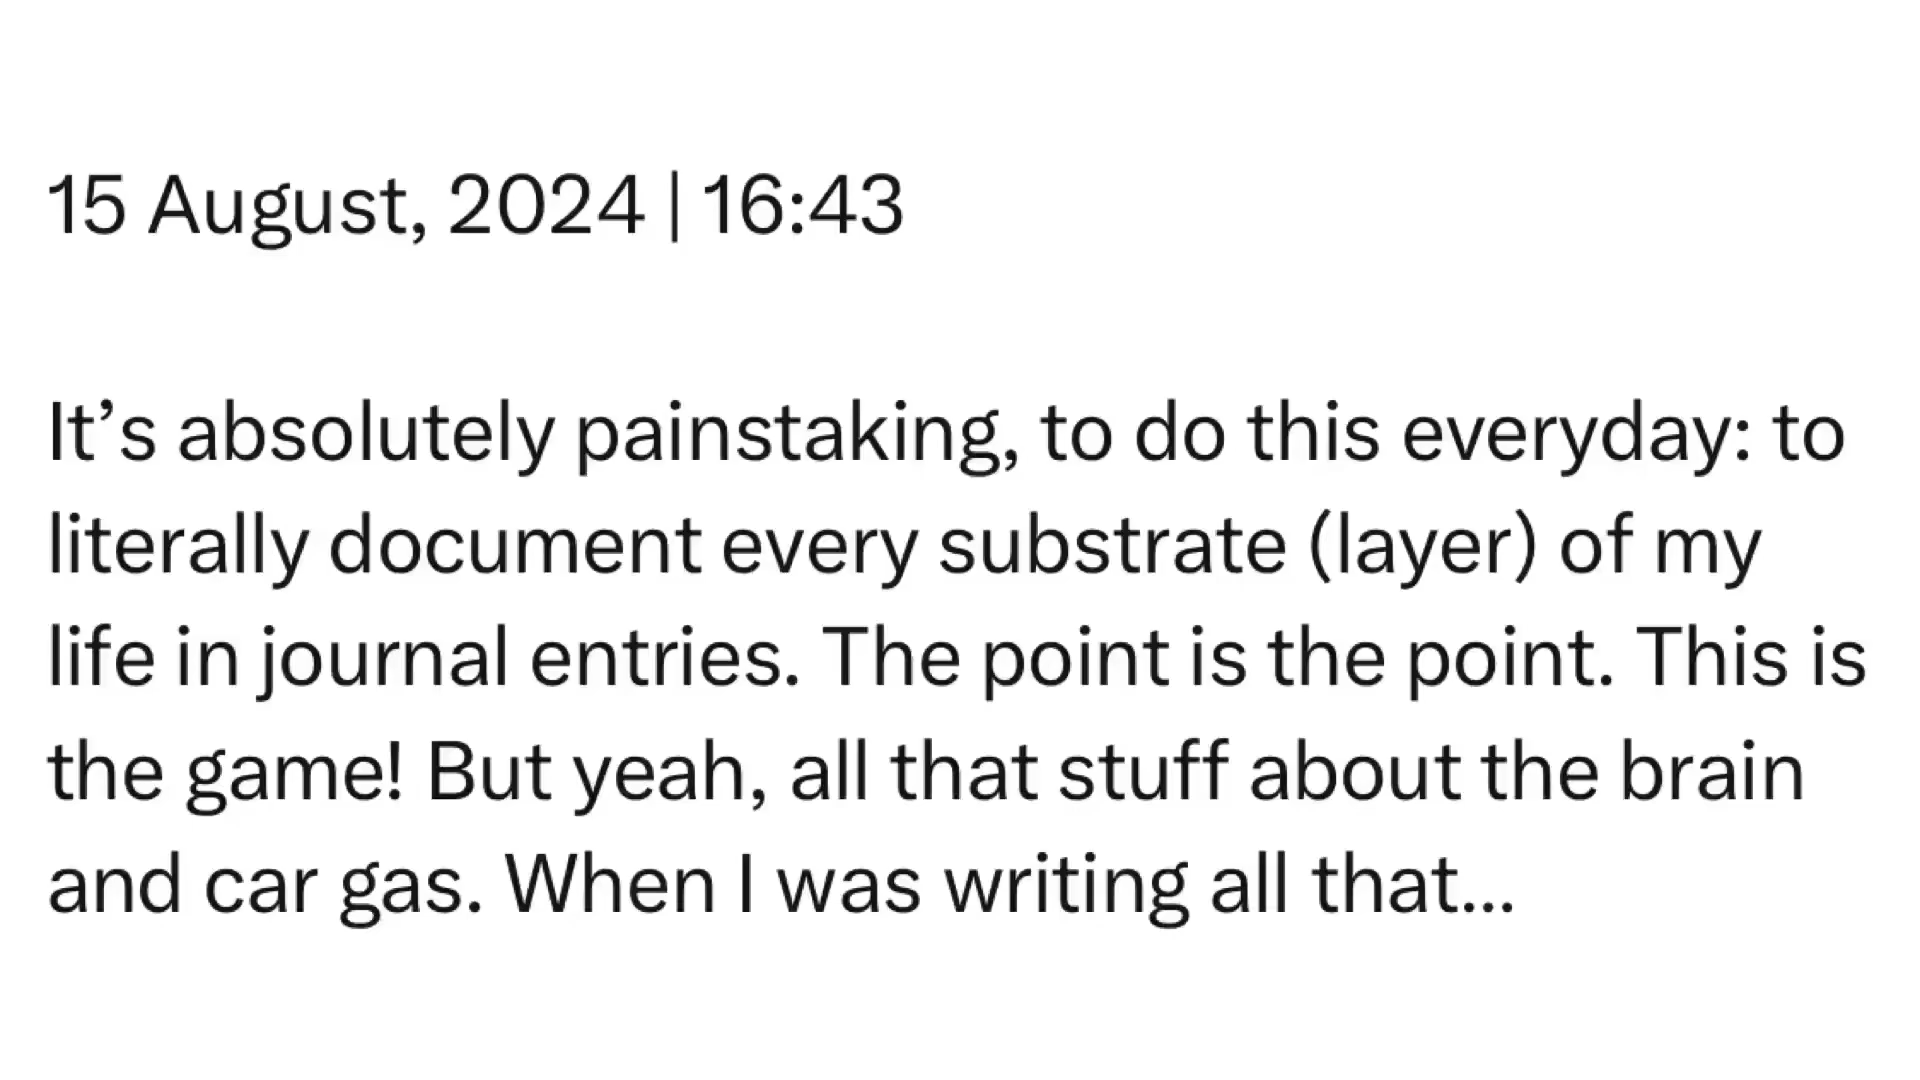 15 August, 2024 | 16:43
It’s absolutely painstaking, to do this everyday: to
literally document every substrate (layer) of my
life in journal entries. The point is the point. This is
the game! But yeah, all that stuff about the brain
and car gas. When I was writing all that...